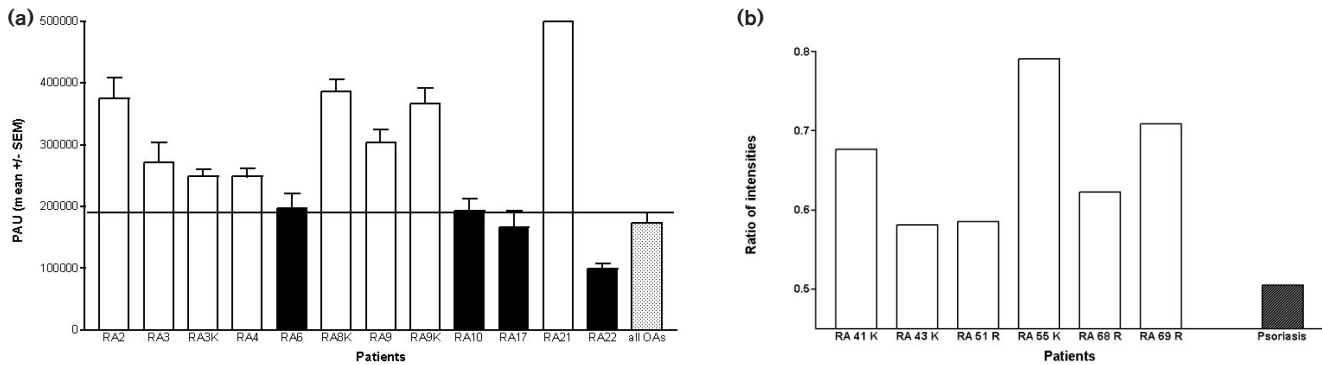 (a)
500000
400000
300000
200000
100000
0
PAU (mean +/- SEM)
RA2 RA3 RA3K RA4 RA6 RA8K RA9 RA9K RA10 RA17 RA21 RA22 all OAs
Patients
(b)
0.8
0.7
0.6
0.5
Ratio of intensities
RA 41 K RA 43 K RA 51 R RA 55 K RA 68 R RA 69 R Psoriasis
Patients